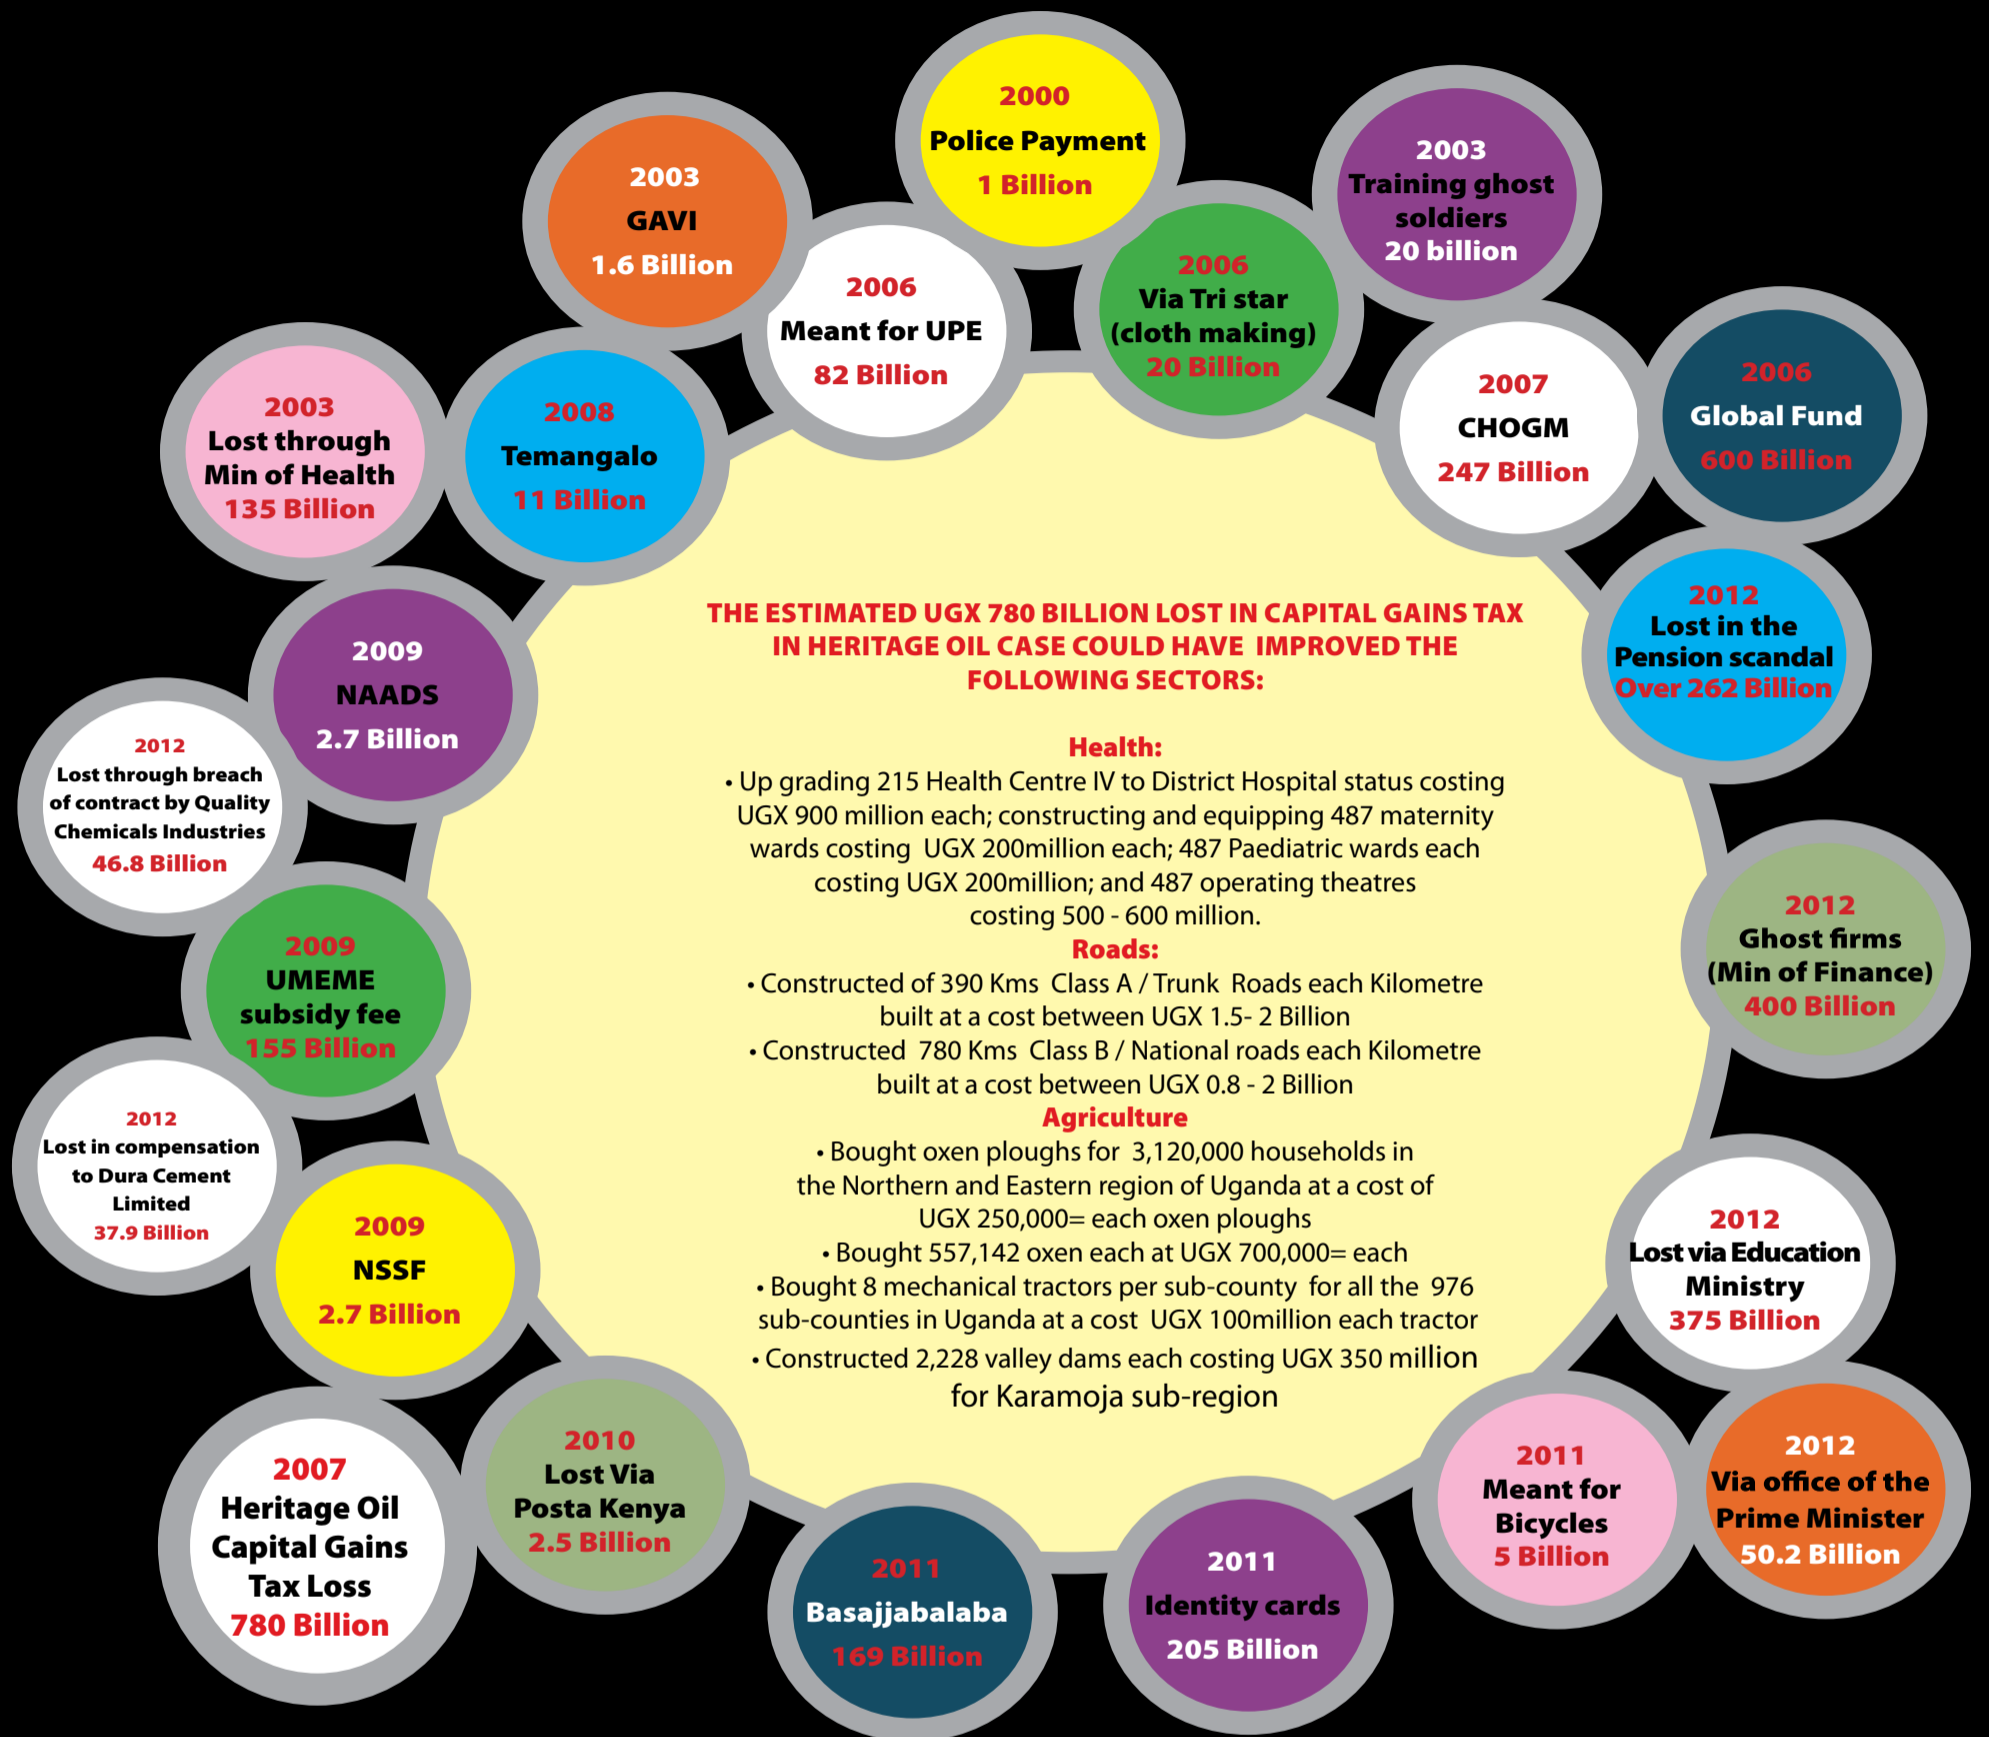 2000
Police Payment
1 Billion
2003
Training ghost
soldiers
20 billion
2003
GAVI
1.6 Billion
2006
Meant for UPE
82 Billion
2006
Via Tri star
(cloth making)
20 Billion
2007
CHOGM
247 Billion
2006
Global Fund
600 Billion
2003
Lost through
Min of Health
135 Billion
2008
Temangalo
11 Billion
2012
Lost in the
Pension scandal
Over 262 Billion
2009
NAADS
2.7 Billion
2012
Lost through breach
of contract by Quality
Chemicals Industries
46.8 Billion
2009
UMEME
subsidy fee
155 Billion
2012
Ghost firms
(Min of Finance)
400 Billion
2012
Lost in compensation
to Dura Cement
Limited
37.9 Billion
2009
NSSF
2.7 Billion
2012
Lost via Education
Ministry
375 Billion
2007
Heritage Oil
Capital Gains
Tax Loss
780 Billion
2010
Lost Via
Posta Kenya
2.5 Billion
2011
Basajjabalaba
169 Billion
2011
Identity cards
205 Billion
2011
Meant for
Bicycles
5 Billion
2012
Via office of the
Prime Minister
50.2 Billion
THE ESTIMATED UGX 780 BILLION LOST IN CAPITAL GAINS TAX
IN HERITAGE OIL CASE COULD HAVE IMPROVED THE
FOLLOWING SECTORS:
Health:
• Up grading 215 Health Centre IV to District Hospital status costing
UGX 900 million each; constructing and equipping 487 maternity
wards costing UGX 200million each; 487 Paediatric wards each
costing UGX 200million; and 487 operating theatres
costing 500 - 600 million.
Roads:
• Constructed of 390 Kms Class A / Trunk Roads each Kilometre
built at a cost between UGX 1.5- 2 Billion
• Constructed 780 Kms Class B / National roads each Kilometre
built at a cost between UGX 0.8 - 2 Billion
Agriculture
• Bought oxen ploughs for 3,120,000 households in
the Northern and Eastern region of Uganda at a cost of
UGX 250,000= each oxen ploughs
• Bought 557,142 oxen each at UGX 700,000= each
• Bought 8 mechanical tractors per sub-county for all the 976
sub-counties in Uganda at a cost UGX 100million each tractor
• Constructed 2,228 valley dams each costing UGX 350 million
for Karamoja sub-region